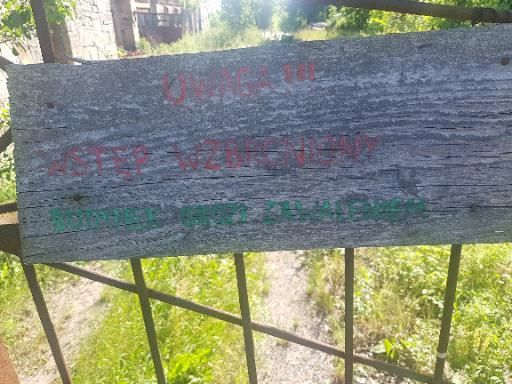 UWAGA !!!
WSTĘP WZBRONIONY
BUDYNEK GROZI ZAWALENIEM